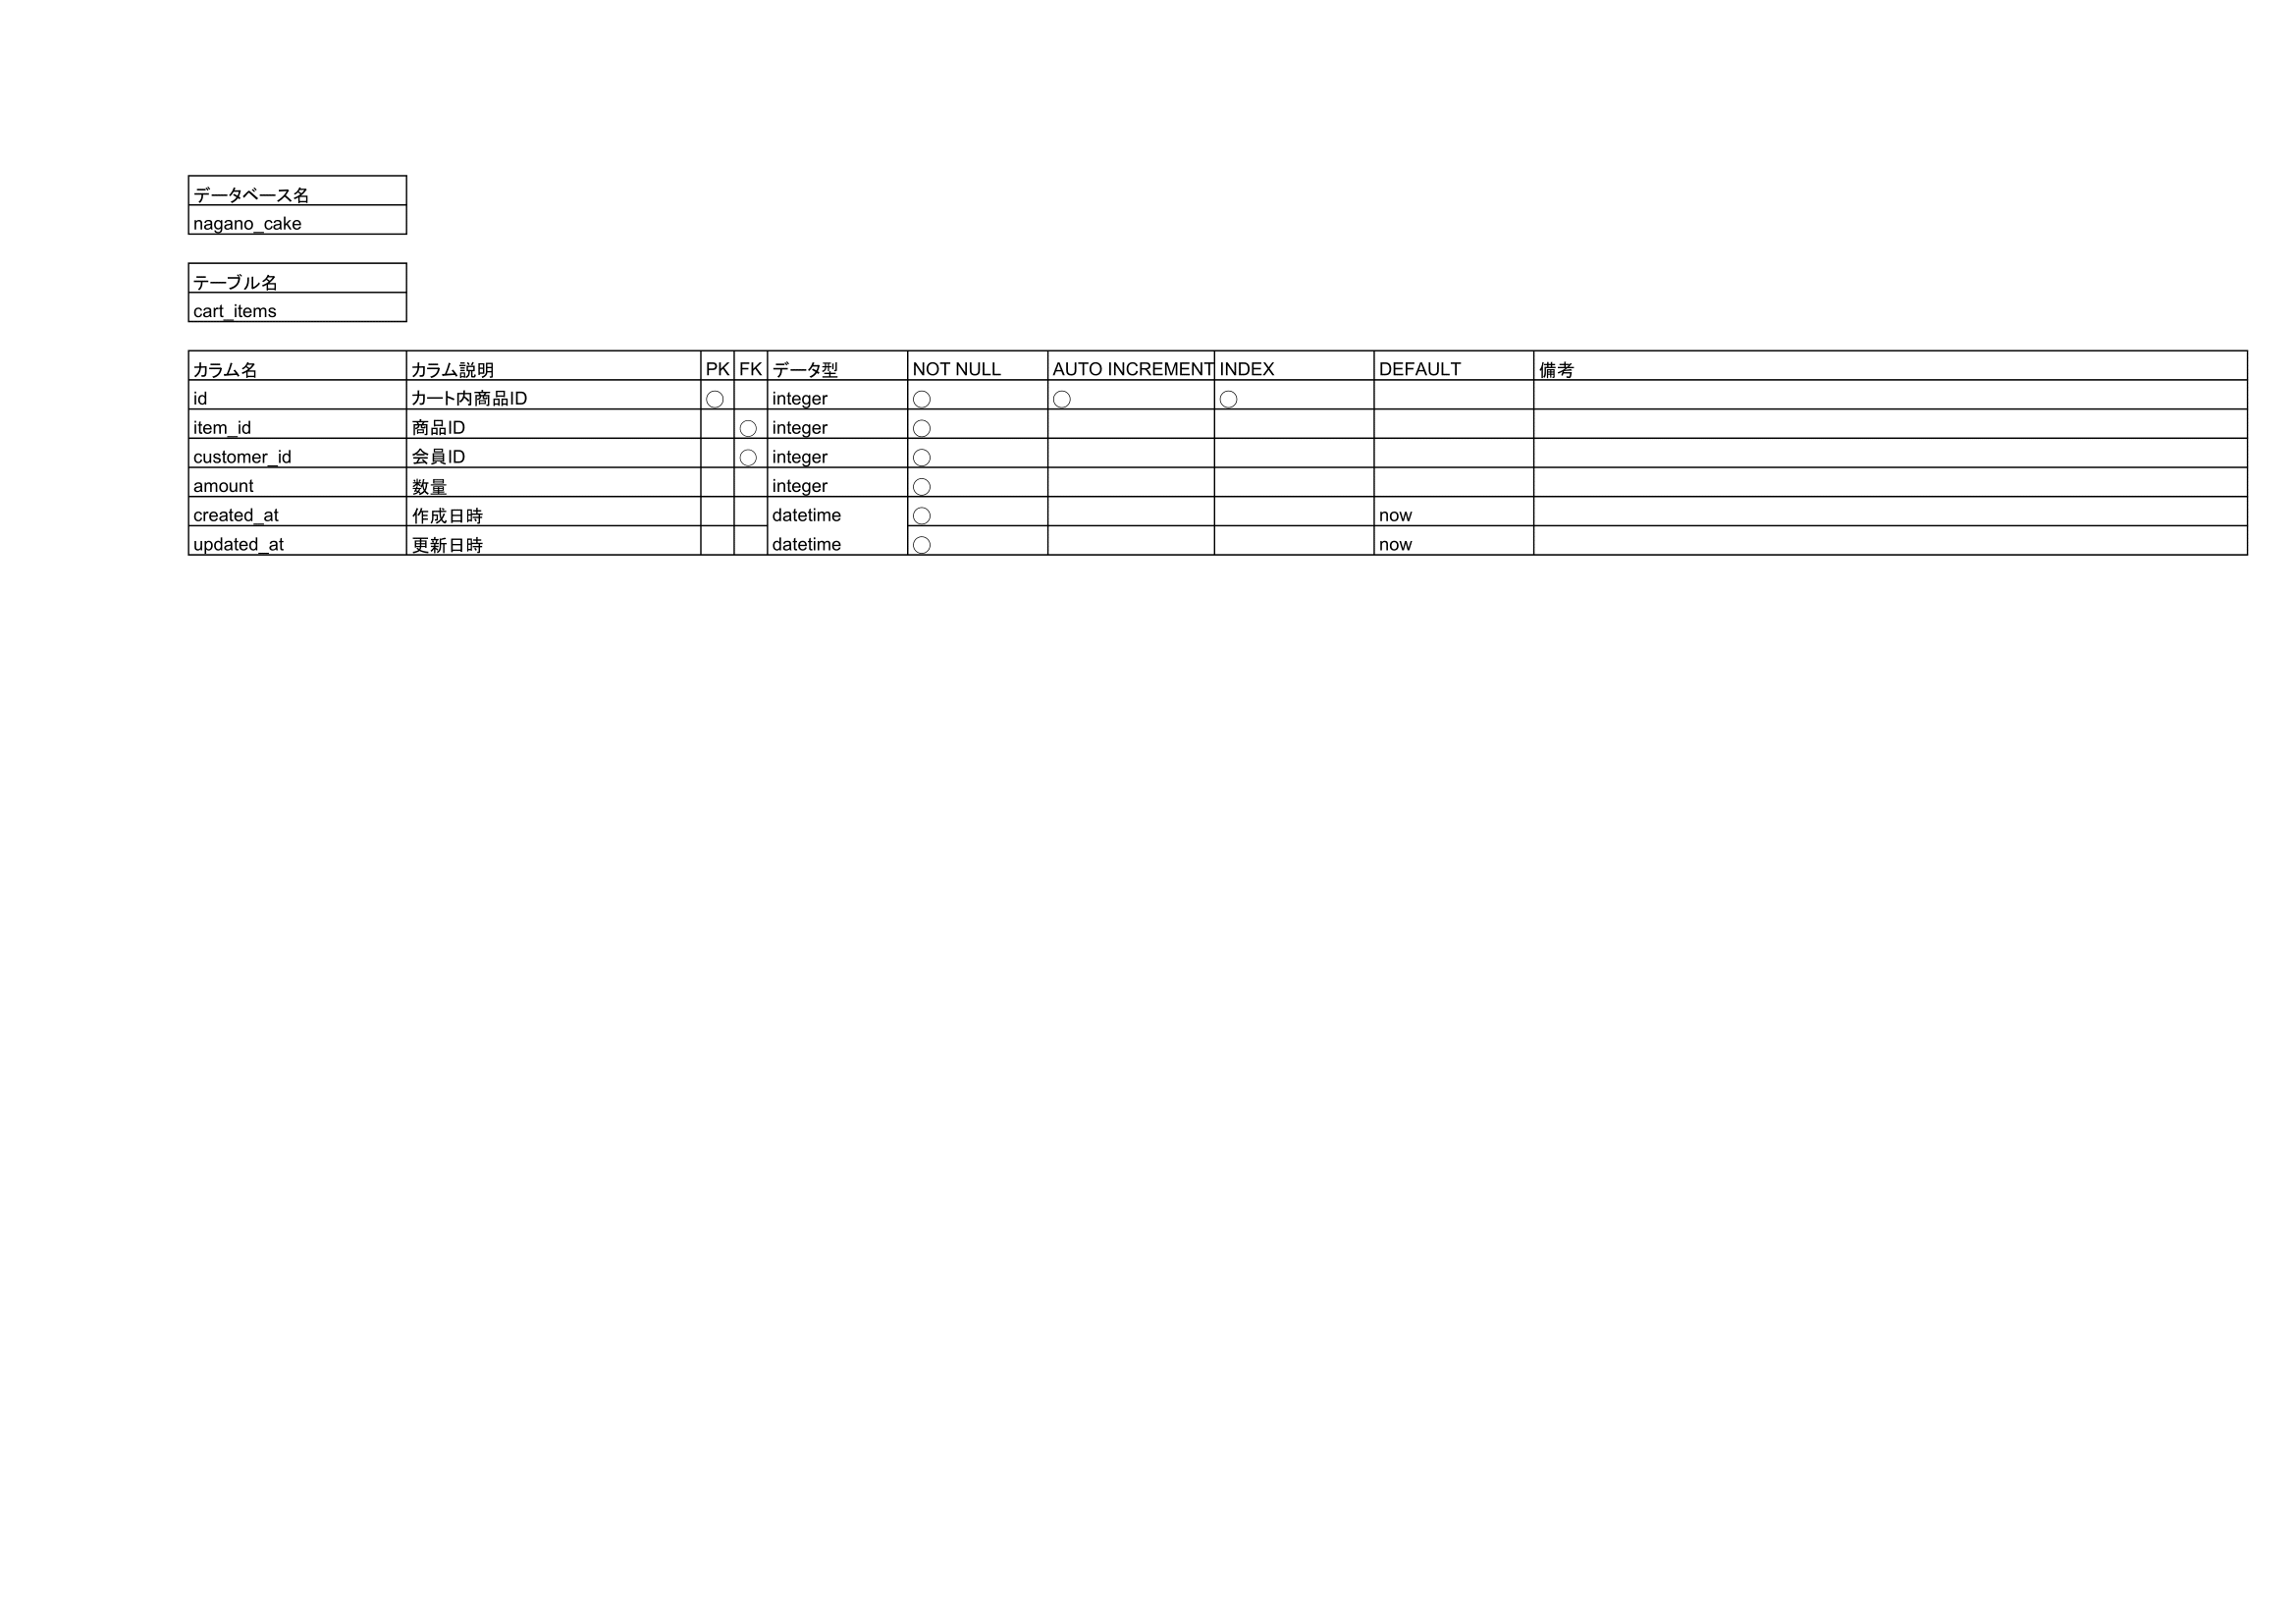 データベース名
nagano_cake
テーブル名
cart_items
カラム名 カラム説明 PK FK データ型 NOT NULL AUTO INCREMENT INDEX DEFAULT 備考
id カート内商品ID ○ integer ○ ○ ○
item_id 商品ID ○ integer ○
customer_id 会員ID ○ integer ○
amount 数量 integer ○
created_at 作成日時 datetime ○ now
updated_at 更新日時 datetime ○ now